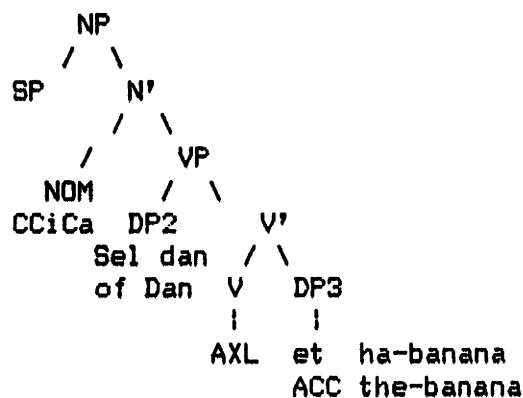 NP
SP N'
VP
NOM
CCiCa DP2 V'
Sel dan
of Dan V DP3
AXL et ha-banana
ACC the-banana